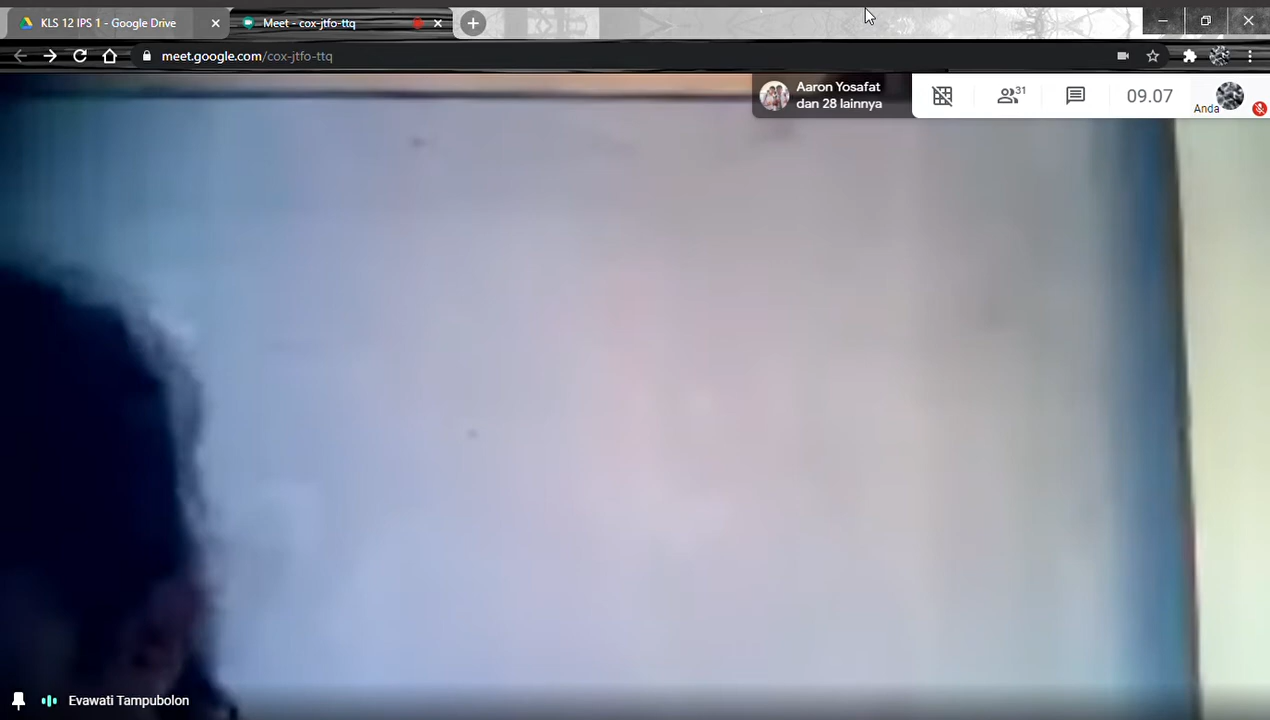 KLS 12 IPS 1 - Google Drive
Meet - cox-jtfo-ttq
meet.google.com/cox-jtfo-ttq
Aaron Yosafat
dan 28 lainnya
31
09.07
Anda
Evawati Tampubolon